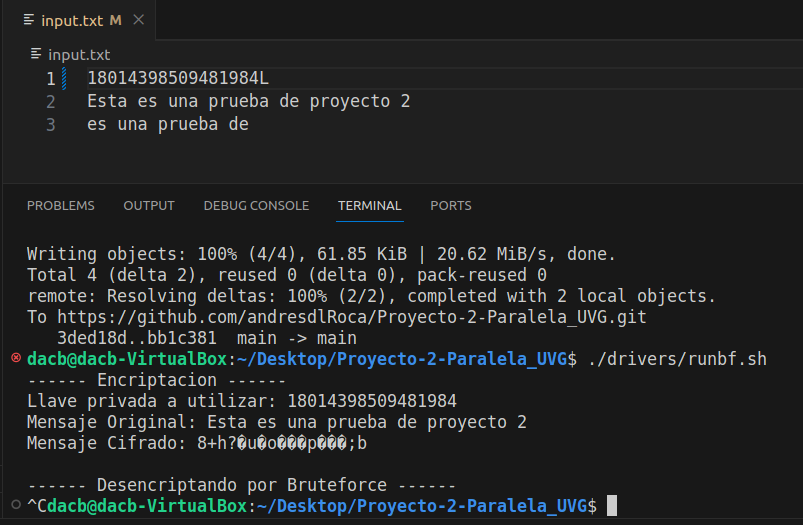 input.txt M
input.txt
1 18014398509481984L
2 Esta es una prueba de proyecto 2
3 es una prueba de
PROBLEMS OUTPUT DEBUG CONSOLE TERMINAL PORTS
Writing objects: 100% (4/4), 61.85 KiB | 20.62 MiB/s, done.
Total 4 (delta 2), reused 0 (delta 0), pack-reused 0
remote: Resolving deltas: 100% (2/2), completed with 2 local objects.
To https://github.com/andresdlRoca/Proyecto-2-Paralela_UVG.git
3ded18d..bb1c381 main -> main
dacb@dacb-VirtualBox:~/Desktop/Proyecto-2-Paralela_UVG$ ./drivers/runbf.sh
------ Encriptacion ------
Llave privada a utilizar: 18014398509481984
Mensaje Original: Esta es una prueba de proyecto 2
Mensaje Cifrado: 8+h?�u�o���p���;b
------ Desencriptando por Bruteforce ------
^Cdacb@dacb-VirtualBox:~/Desktop/Proyecto-2-Paralela_UVG$